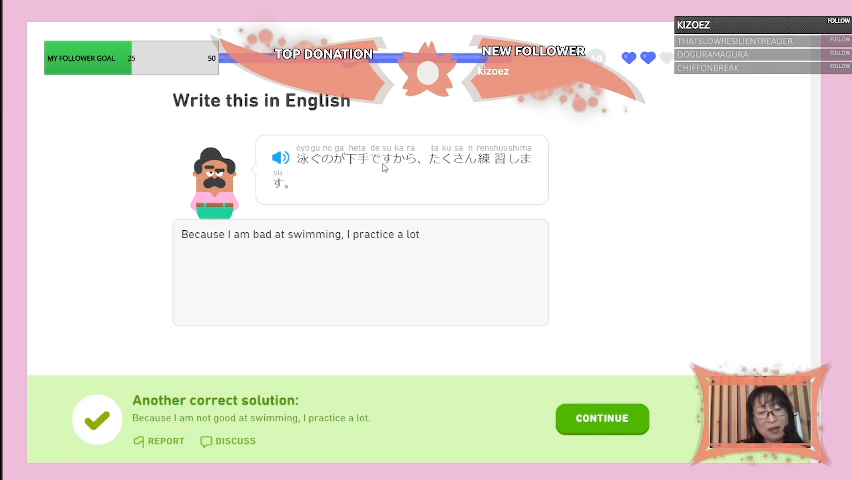 KIZOEZ
FOLLOW
THATSLOWRESILIENTREADER
FOLLOW
DOGURAMAGURA
FOLLOW
CHIFFONBREAK
FOLLOW
MY FOLLOWER GOAL 25 50
TOP DONATION
NEW FOLLOWER
kizoez
Write this in English
oyogu no ga heta de su ka ra ta ku sa n renshuushima
泳ぐのが下手ですから、たくさん練習しま
su
す。
Because I am bad at swimming, I practice a lot
Another correct solution:
Because I am not good at swimming, I practice a lot.
REPORT DISCUSS
CONTINUE